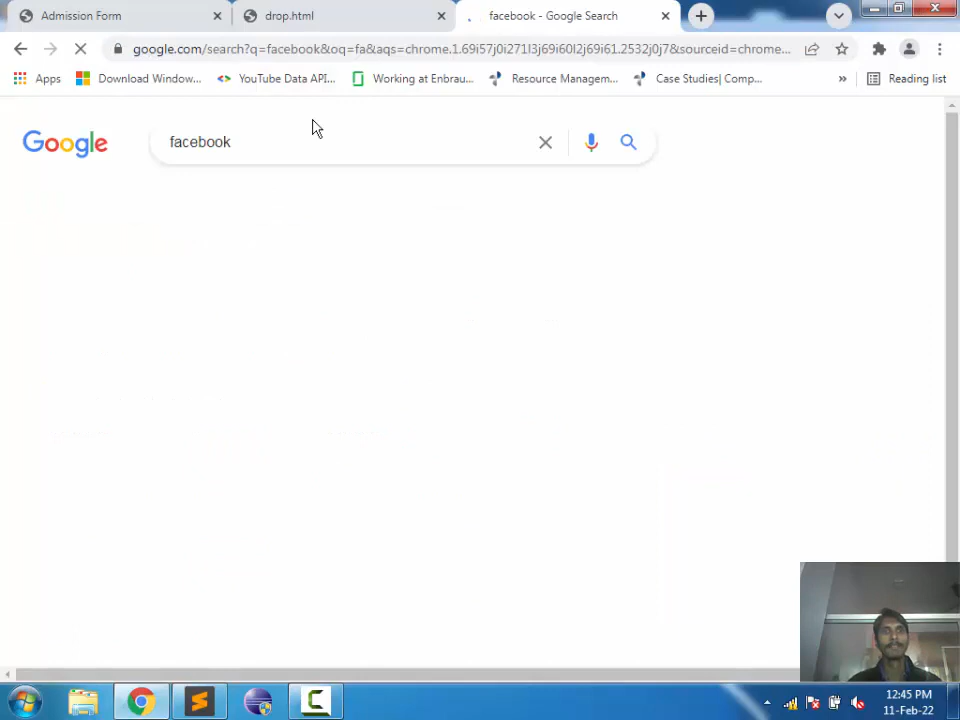 Admission Form
drop.html
facebook - Google Search
google.com/search?q=facebook&oq=fa&aqs=chrome.1.69i57j0i271l3j69i60l2j69i61.2532j0j7&sourceid=chrome...
Apps
Download Window...
YouTube Data API...
Working at Enbrau...
Resource Managem...
Case Studies| Comp...
»
Reading list
Google
facebook
12:45 PM
11-Feb-22